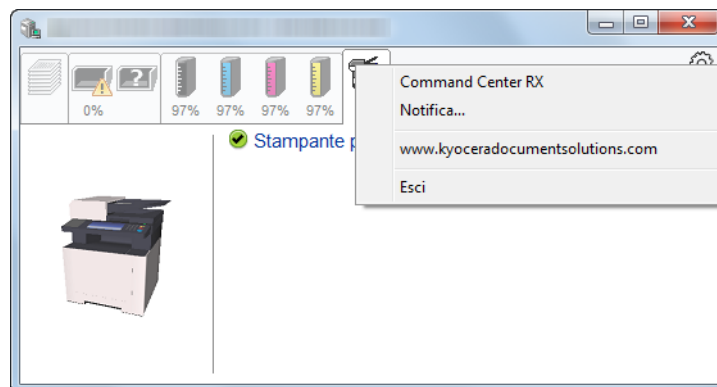 ?
0% 97% 97% 97% 97%
Stampante p
Command Center RX
Notifica...
www.kyoceradocumentsolutions.com
Esci